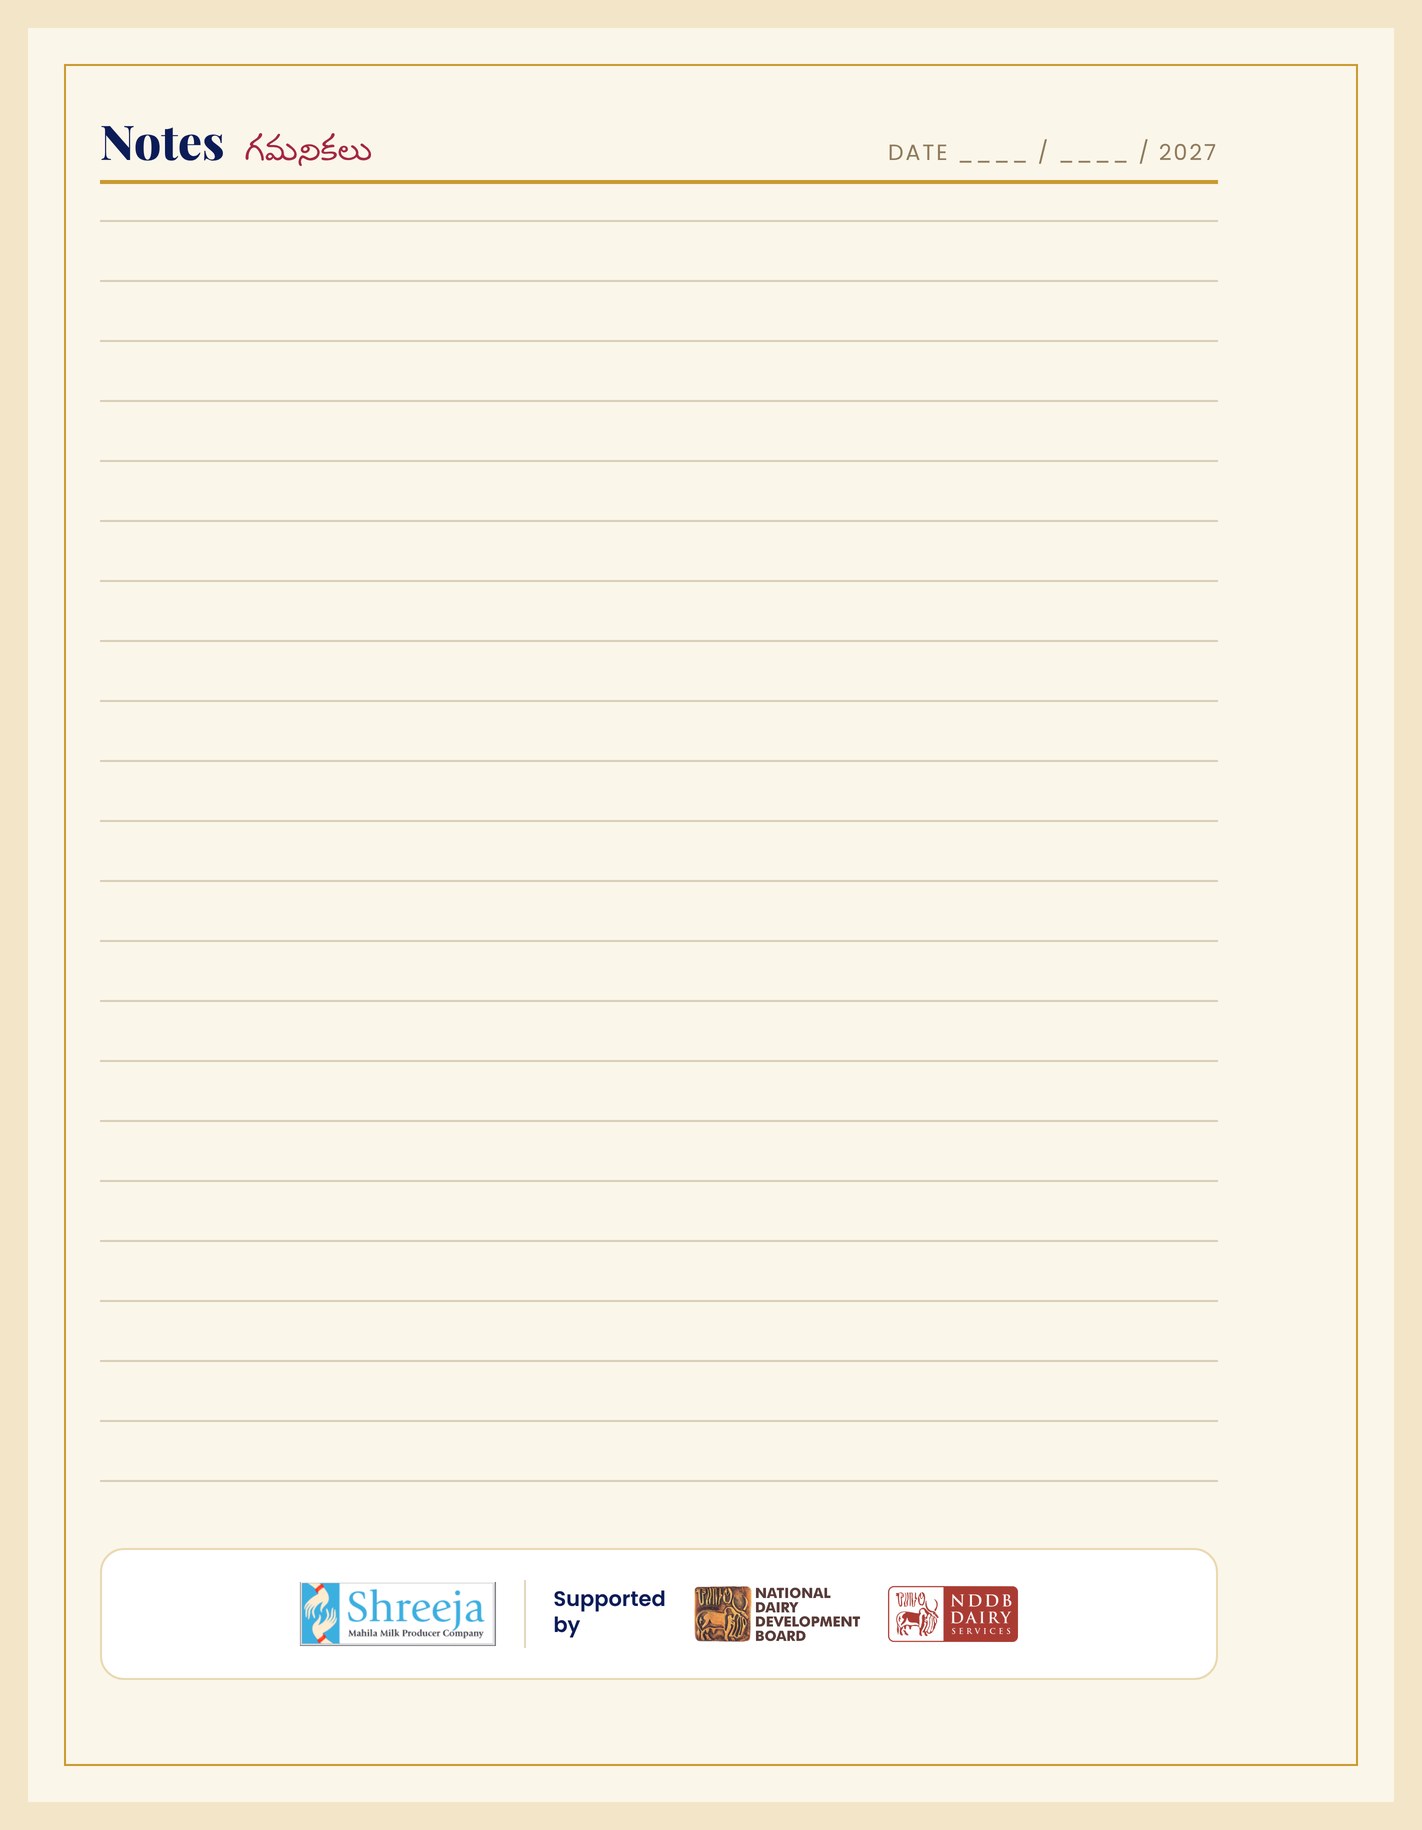 Notes గమనికలు
DATE ____ / ____ / 2027
Shreeja
Mahila Milk Producer Company
Supported
by
NATIONAL
DAIRY
DEVELOPMENT
BOARD
NDDB
DAIRY
SERVICES